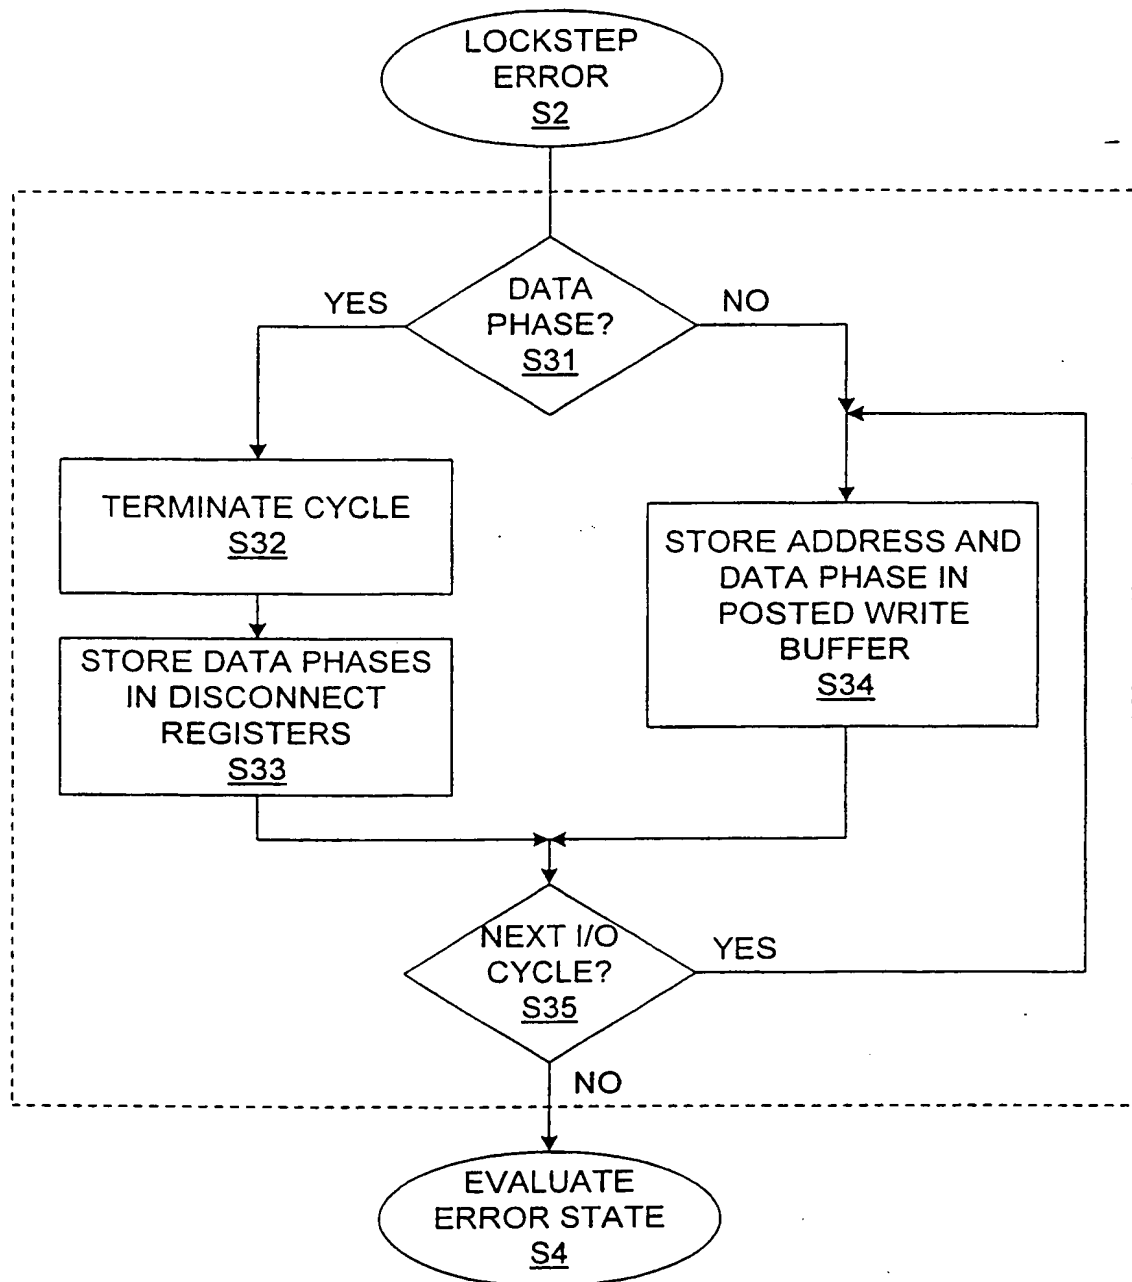 LOCKSTEP
ERROR
S2
DATA
PHASE?
S31
YES
NO
TERMINATE CYCLE
S32
STORE ADDRESS AND
DATA PHASE IN
POSTED WRITE
BUFFER
S34
STORE DATA PHASES
IN DISCONNECT
REGISTERS
S33
NEXT I/O
CYCLE?
S35
YES
NO
EVALUATE
ERROR STATE
S4